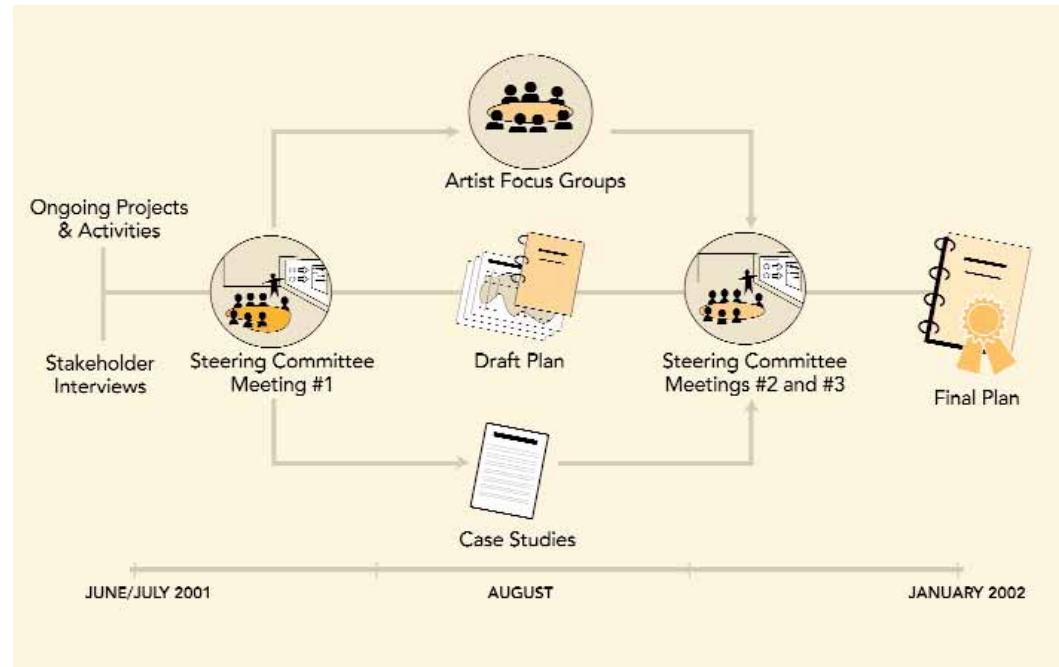 Artist Focus Groups
Ongoing Projects
& Activities
Stakeholder
Interviews
Steering Committee
Meeting #1
Draft Plan
Steering Committee
Meetings #2 and #3
Final Plan
Case Studies
JUNE/JULY 2001
AUGUST
JANUARY 2002